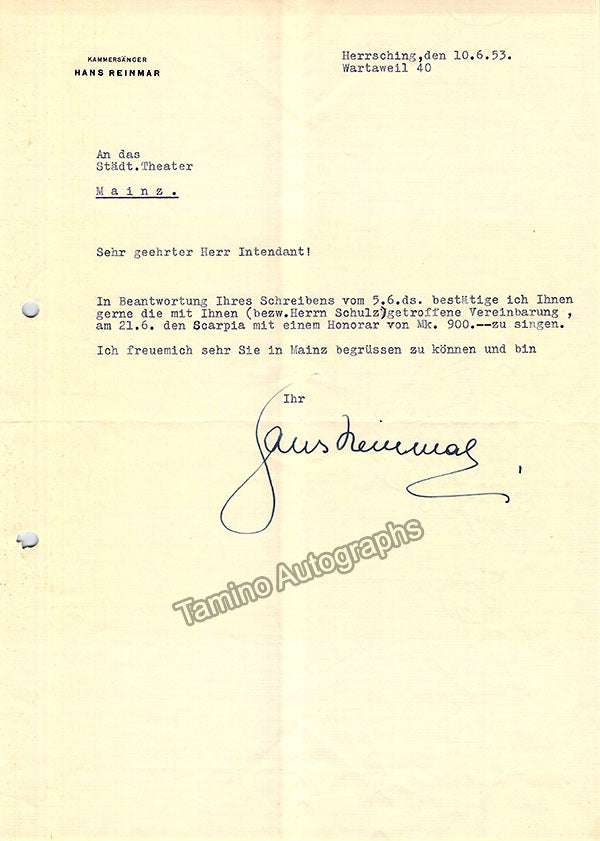 KAMMERSÄNGER
HANS REINMAR
Herrsching,den 10.6.53.
Wartaweil 40
An das
Städt.Theater
M a i n z .
Sehr geehrter Herr Intendant!
In Beantwortung Ihres Schreibens vom 5.6.ds. bestätige ich Ihnen
gerne die mit Ihnen (bezw.Herrn Schulz)getroffene Vereinbarung ,
am 21.6. den Scarpia mit einem Honorar von Mk. 900.--zu singen.
Ich freuemich sehr Sie in Mainz begrüssen zu können und bin
Ihr
Hans Reinmar
Tamino Autographs